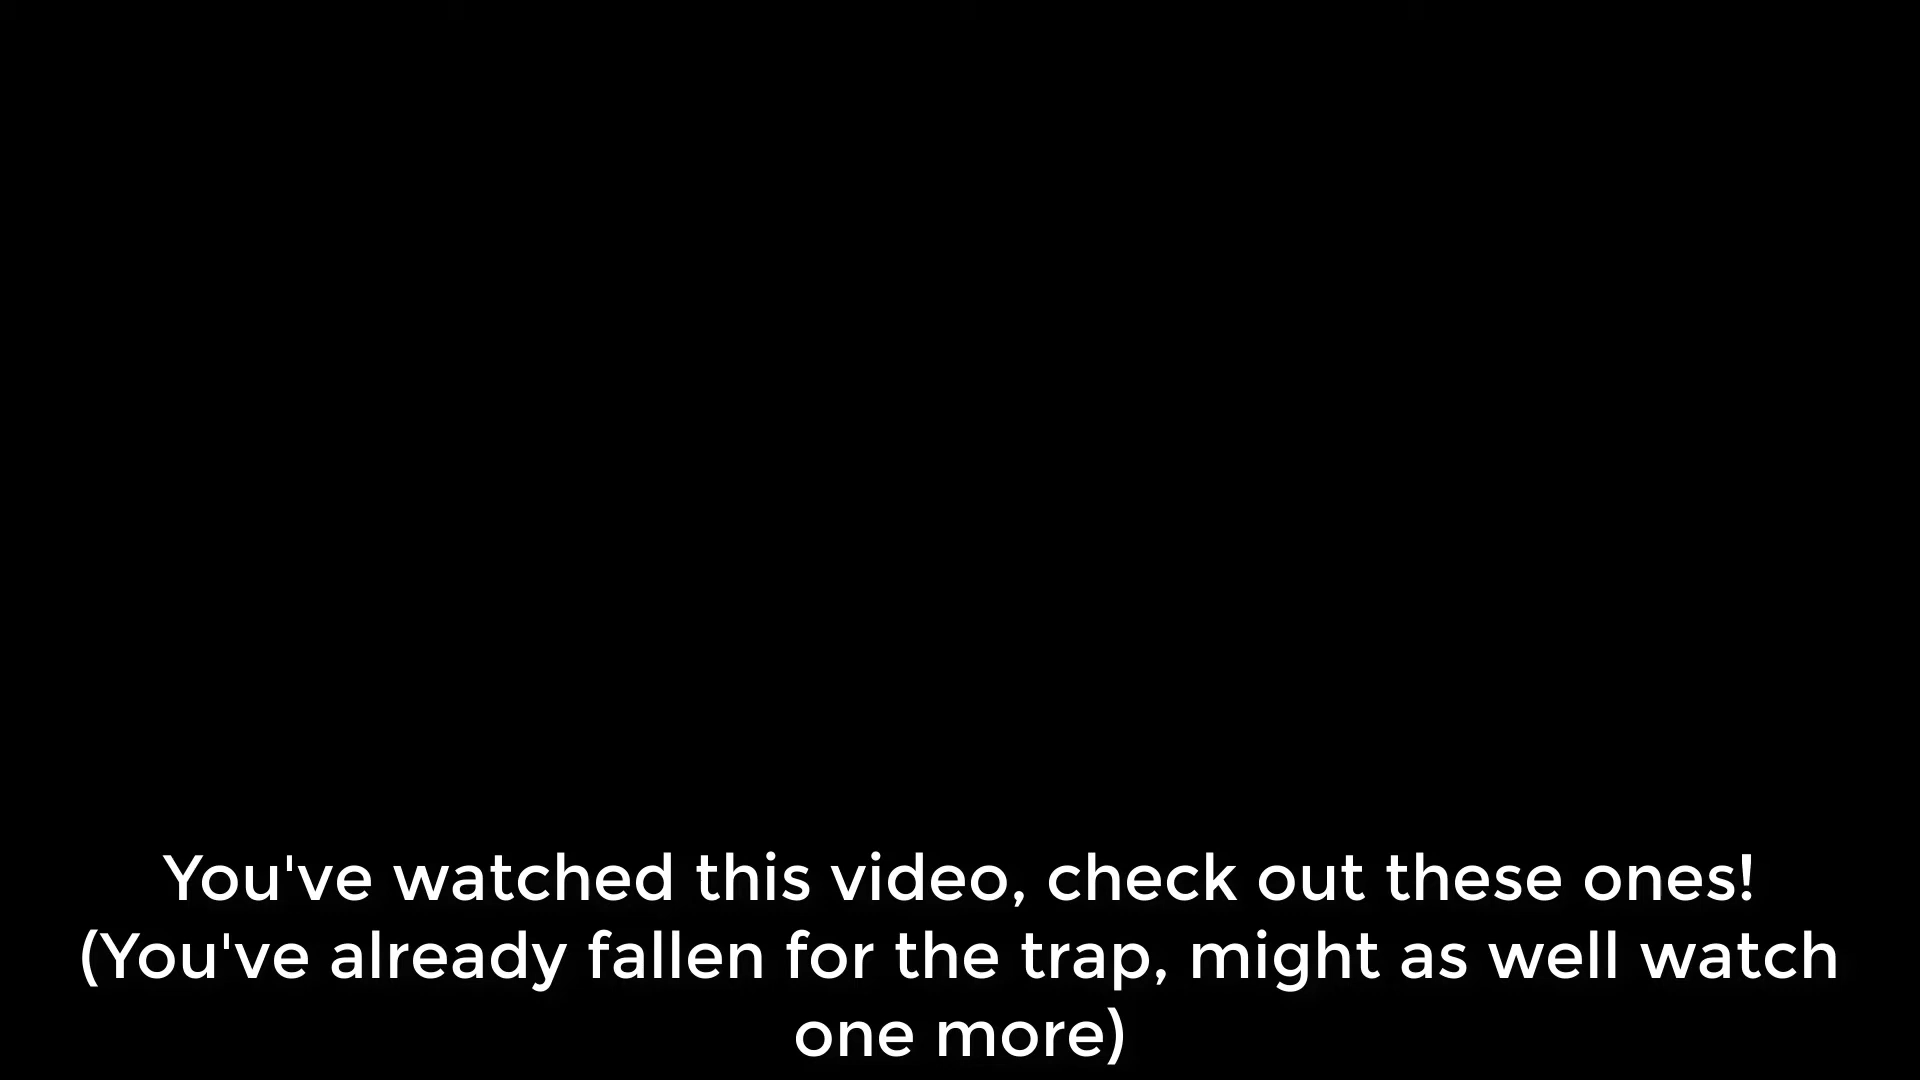 You've watched this video, check out these ones!
(You've already fallen for the trap, might as well watch
one more)